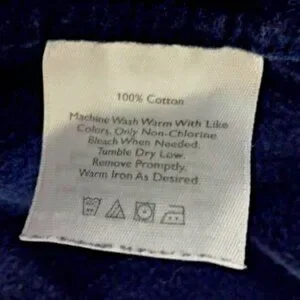 100% Cotton
Machine Wash Warm With Like
Colors. Only Non-Chlorine
Bleach When Needed.
Tumble Dry Low.
Remove Promptly.
Warm Iron As Desired